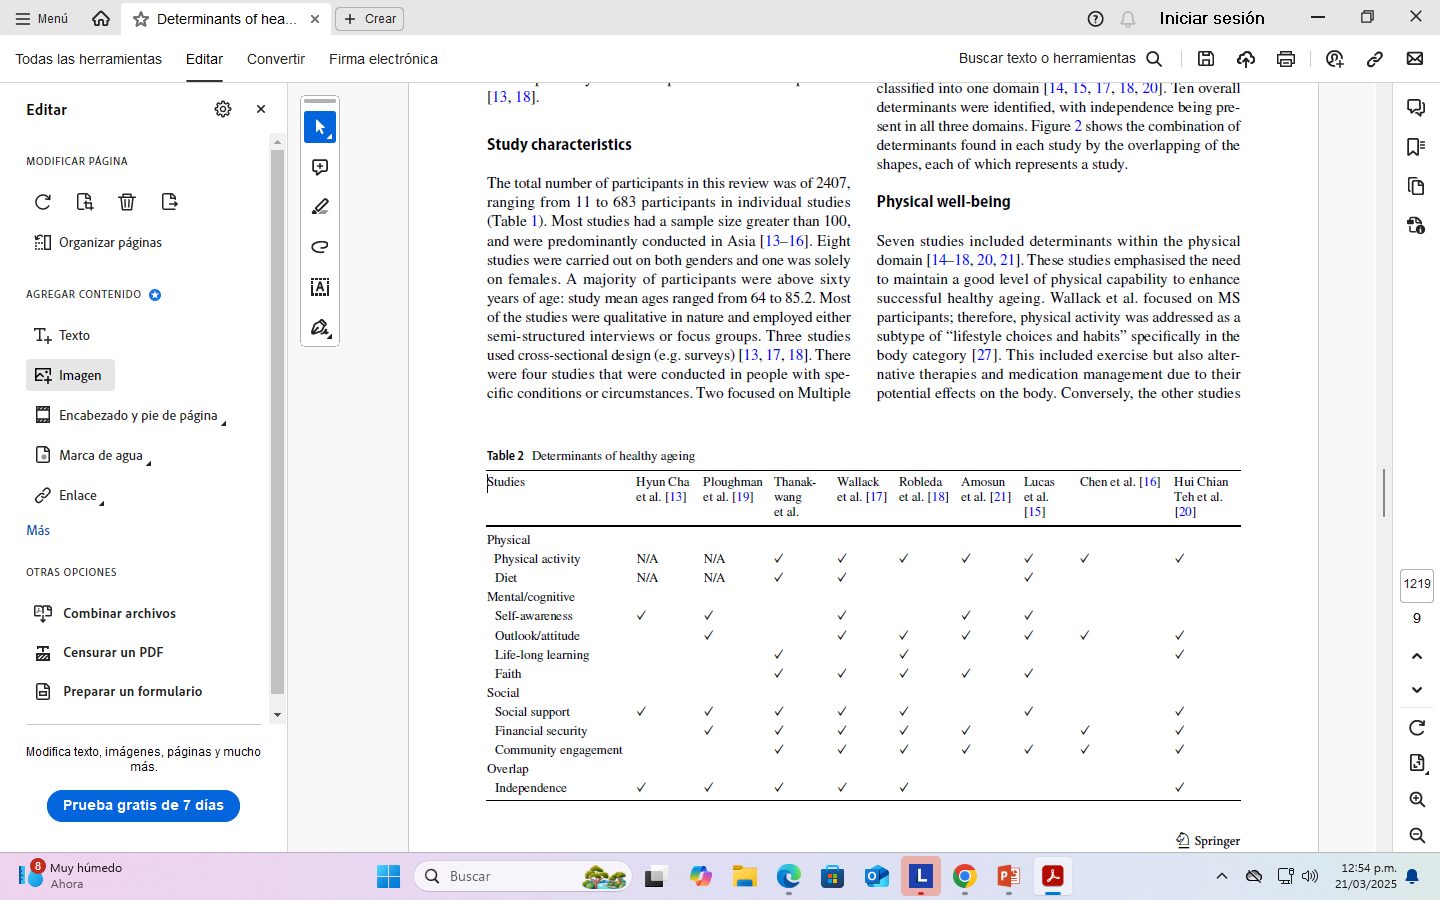 Menú
Determinants of hea...
Crear
Iniciar sesión
Todas las herramientas
Editar
Convertir
Firma electrónica
Buscar texto o herramientas
Editar
MODIFICAR PÁGINA
Organizar páginas
AGREGAR CONTENIDO
Texto
Imagen
Encabezado y pie de página
Marca de agua
Enlace
Más
OTRAS OPCIONES
Combinar archivos
Censurar un PDF
Preparar un formulario
Modifica texto, imágenes, páginas y mucho
más.
Prueba gratis de 7 días
[13, 18].
Study characteristics
The total number of participants in this review was of 2407,
ranging from 11 to 683 participants in individual studies
(Table 1). Most studies had a sample size greater than 100,
and were predominantly conducted in Asia [13–16]. Eight
studies were carried out on both genders and one was solely
on females. A majority of participants were above sixty
years of age: study mean ages ranged from 64 to 85.2. Most
of the studies were qualitative in nature and employed either
semi-structured interviews or focus groups. Three studies
used cross-sectional design (e.g. surveys) [13, 17, 18]. There
were four studies that were conducted in people with spe-
cific conditions or circumstances. Two focused on Multiple
classified into one domain [14, 15, 17, 18, 20]. Ten overall
determinants were identified, with independence being pre-
sent in all three domains. Figure 2 shows the combination of
determinants found in each study by the overlapping of the
shapes, each of which represents a study.
Physical well-being
Seven studies included determinants within the physical
domain [14–18, 20, 21]. These studies emphasised the need
to maintain a good level of physical capability to enhance
successful healthy ageing. Wallack et al. focused on MS
participants; therefore, physical activity was addressed as a
subtype of “lifestyle choices and habits” specifically in the
body category [27]. This included exercise but also alter-
native therapies and medication management due to their
potential effects on the body. Conversely, the other studies
Table 2 Determinants of healthy ageing
Studies Hyun Cha Ploughman Thanak- Wallack Robleda Amosun Lucas Chen et al. [16] Hui Chian
et al. [13] et al. [19] wang et al. [17] et al. [18] et al. [21] et al. Teh et al.
et al. [15] [20]
Physical
Physical activity N/A N/A ✓ ✓ ✓ ✓ ✓ ✓ ✓
Diet N/A N/A ✓ ✓ ✓
Mental/cognitive
Self-awareness ✓ ✓ ✓ ✓ ✓
Outlook/attitude ✓ ✓ ✓ ✓ ✓ ✓ ✓
Life-long learning ✓ ✓ ✓
Faith ✓ ✓ ✓ ✓ ✓
Social
Social support ✓ ✓ ✓ ✓ ✓ ✓ ✓
Financial security ✓ ✓ ✓ ✓ ✓ ✓ ✓
Community engagement ✓ ✓ ✓ ✓ ✓ ✓ ✓
Overlap
Independence ✓ ✓ ✓ ✓ ✓ ✓
Springer
1219
9
8
Muy húmedo
Ahora
Buscar
12:54 p.m.
21/03/2025